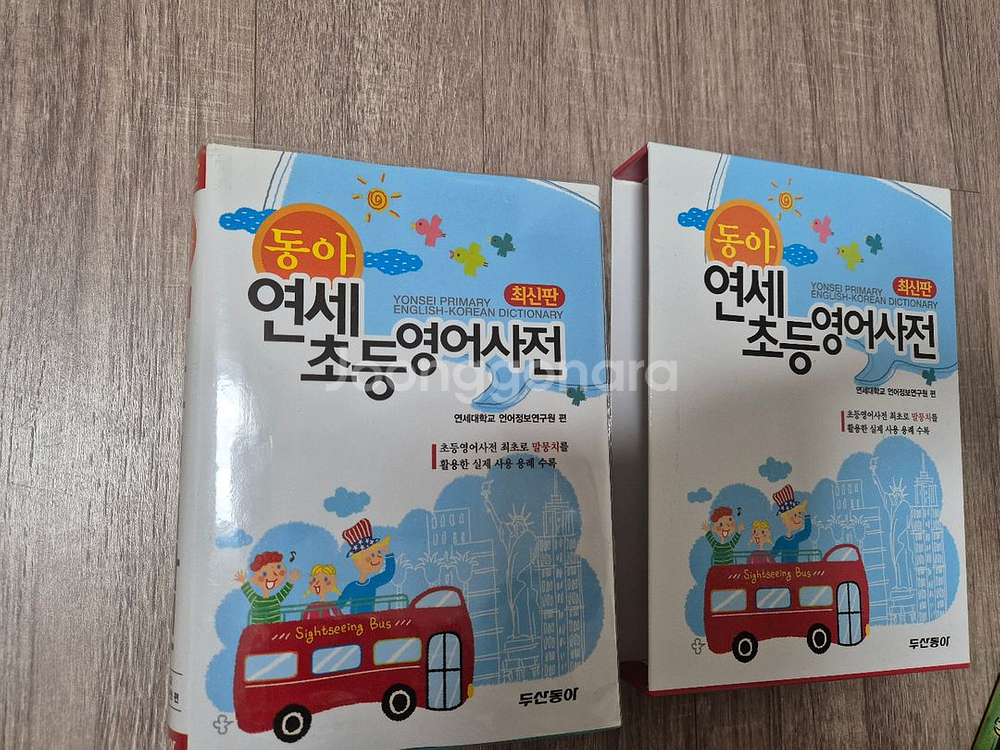 동아
연세
초등영어사전
YONSEI PRIMARY
ENGLISH-KOREAN DICTIONARY
최신판
연세대학교 언어정보연구원 편
초등영어사전 최초로 말뭉치를
활용한 실제 사용 용례 수록
Sightseeing Bus
두산동아
동아
연세
초등영어사전
YONSEI PRIMARY
ENGLISH-KOREAN DICTIONARY
최신판
연세대학교 언어정보연구원 편
초등영어사전 최초로 말뭉치를
활용한 실제 사용 용례 수록
Sightseeing Bus
두산동아
Joonggonara